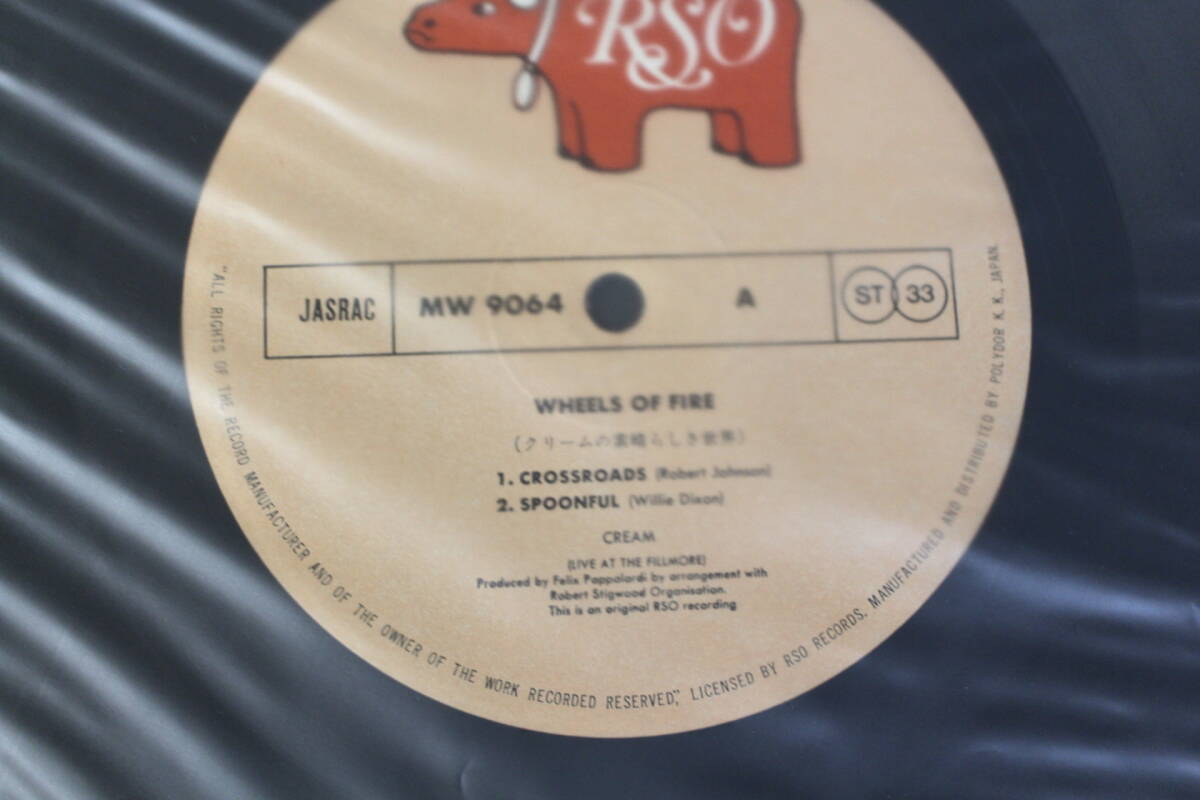 RSO
JASRAC MW 9064 A ST 33
WHEELS OF FIRE
(クリームの素晴らしき世界)
1. CROSSROADS (Robert Johnson)
2. SPOONFUL (Willie Dixon)
CREAM
(LIVE AT THE FILLMORE)
Produced by Felix Pappalardi by arrangement with
Robert Stigwood Organisation.
This is an original RSO recording
"ALL RIGHTS OF THE RECORD MANUFACTURER AND OF THE OWNER OF THE WORK RECORDED RESERVED", LICENSED BY RSO RECORDS. MANUFACTURED AND DISTRIBUTED BY POLYDOR K. K., JAPAN